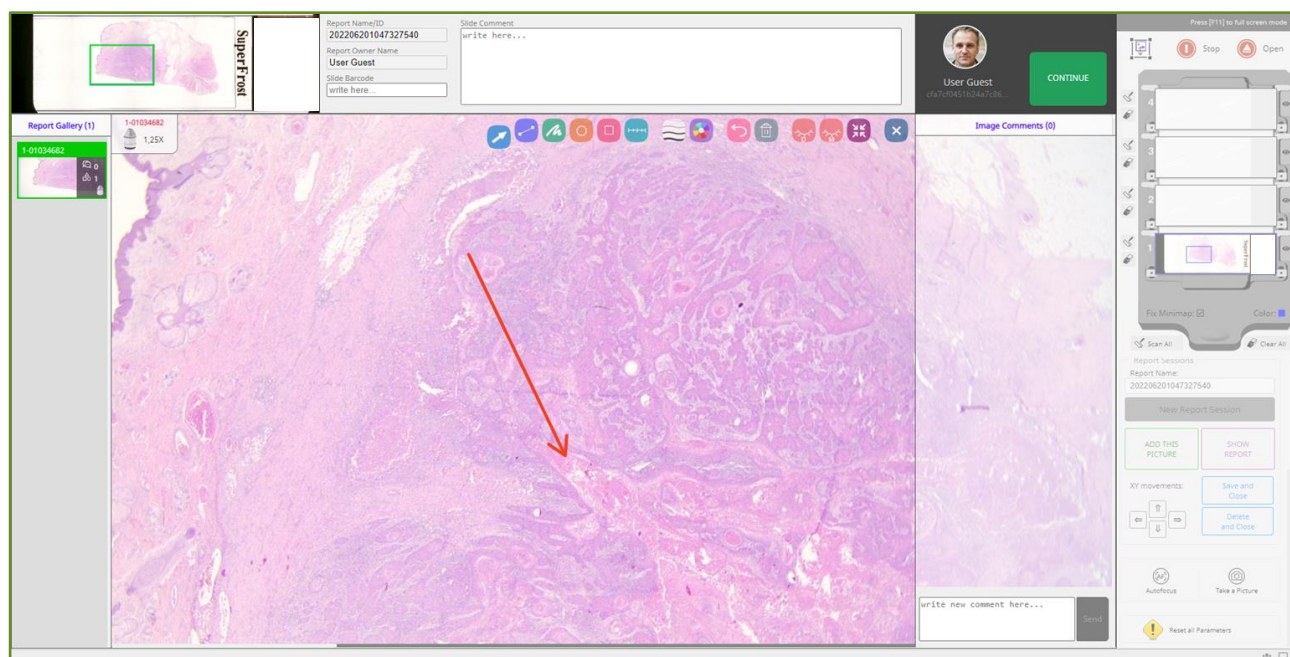 SuperFrost
Report Name/ID
202206201047327540
Report Owner Name
User Guest
Slide Barcode
write here...
Slide Comment
write here...
User Guest
CONTINUE
Press [F11] to full screen mode
Stop
Open
Report Gallery (1)
1-01034682
0
1
1-01034682
1,25X
Image Comments (0)
write new comment here...
Send
4
3
2
1
SuperFrost
Fix Minimap:
Color:
Scan All
Clear All
Report Sessions
Report Name:
202206201047327540
New Report Session
ADD THIS
PICTURE
SHOW
REPORT
XY movements:
Save and
Close
Delete
and Close
AF
Autofocus
Take a Picture
Reset all Parameters